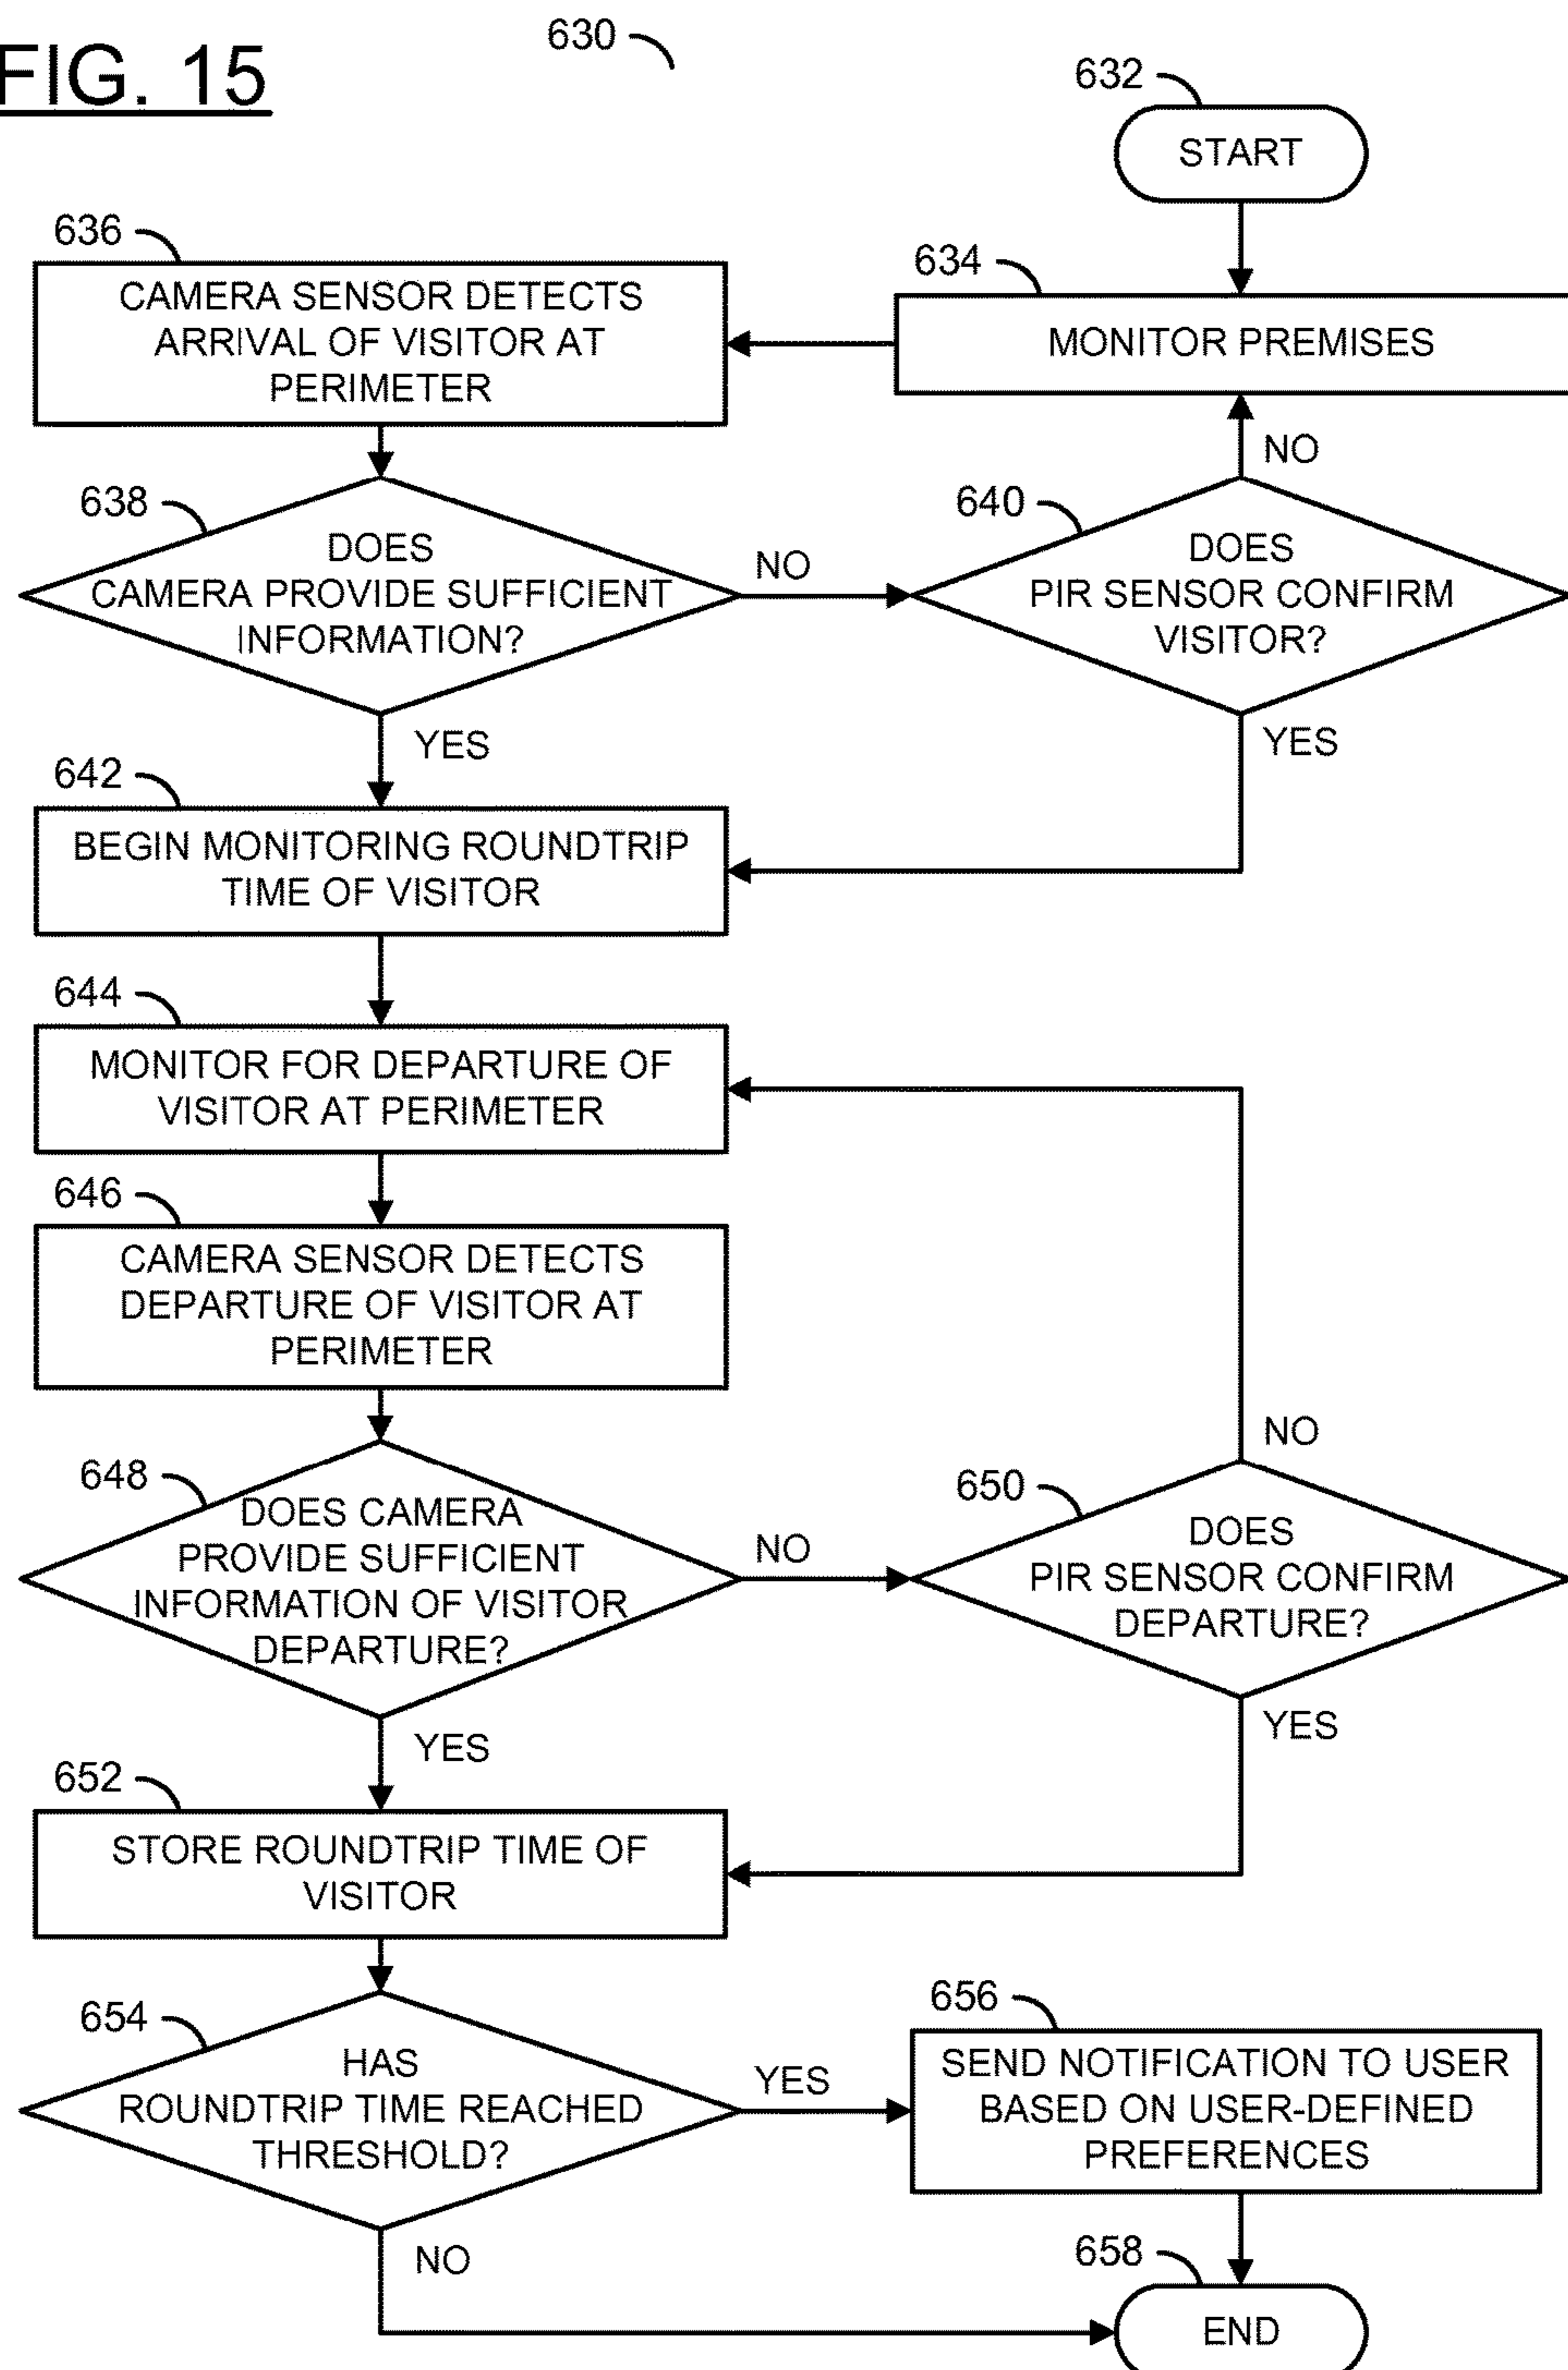 FIG. 15
630
632
START
636
CAMERA SENSOR DETECTS
ARRIVAL OF VISITOR AT
PERIMETER
634
MONITOR PREMISES
NO
638
DOES
CAMERA PROVIDE SUFFICIENT
INFORMATION?
NO
640
DOES
PIR SENSOR CONFIRM
VISITOR?
YES
YES
642
BEGIN MONITORING ROUNDTRIP
TIME OF VISITOR
644
MONITOR FOR DEPARTURE OF
VISITOR AT PERIMETER
646
CAMERA SENSOR DETECTS
DEPARTURE OF VISITOR AT
PERIMETER
NO
648
DOES CAMERA
PROVIDE SUFFICIENT
INFORMATION OF VISITOR
DEPARTURE?
NO
650
DOES
PIR SENSOR CONFIRM
DEPARTURE?
YES
YES
652
STORE ROUNDTRIP TIME OF
VISITOR
654
HAS
ROUNDTRIP TIME REACHED
THRESHOLD?
YES
656
SEND NOTIFICATION TO USER
BASED ON USER-DEFINED
PREFERENCES
NO
658
END